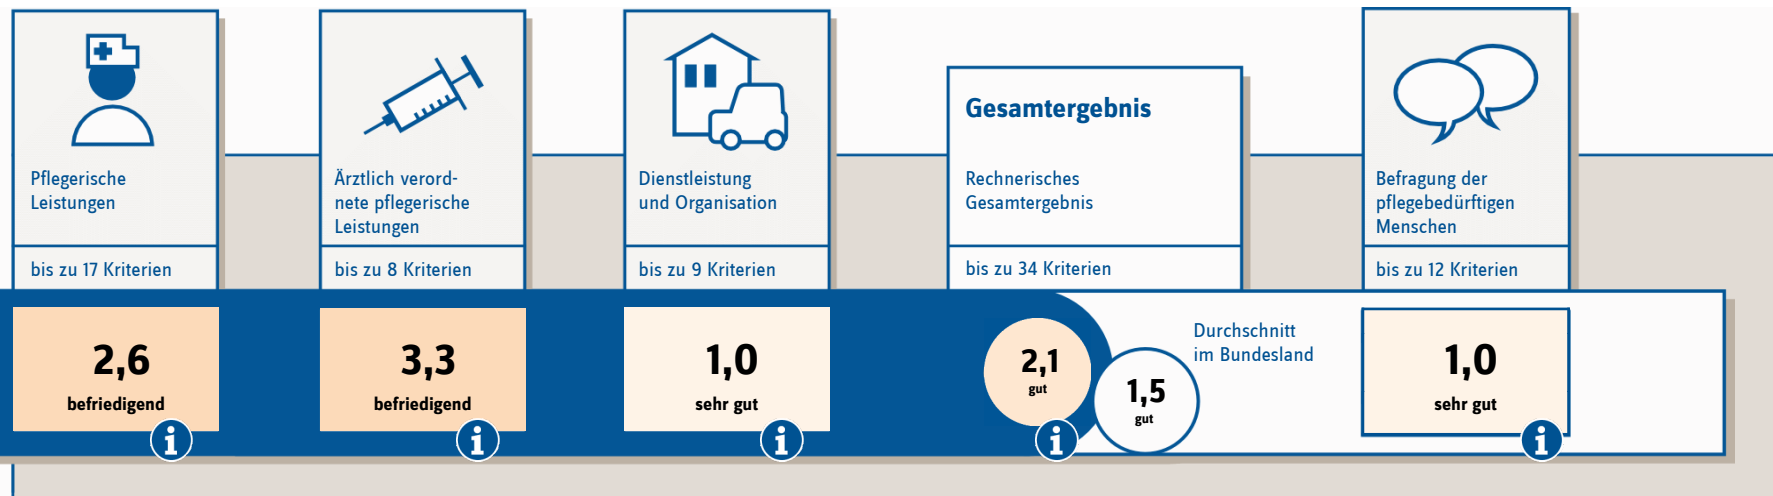 Pflegerische
Leistungen
bis zu 17 Kriterien
2,6
befriedigend
i
Ärztlich verord-
nete pflegerische
Leistungen
bis zu 8 Kriterien
3,3
befriedigend
i
Dienstleistung
und Organisation
bis zu 9 Kriterien
1,0
sehr gut
i
Gesamtergebnis
Rechnerisches
Gesamtergebnis
bis zu 34 Kriterien
2,1
gut
i
1,5
gut
Durchschnitt
im Bundesland
Befragung der
pflegebedürftigen
Menschen
bis zu 12 Kriterien
1,0
sehr gut
i